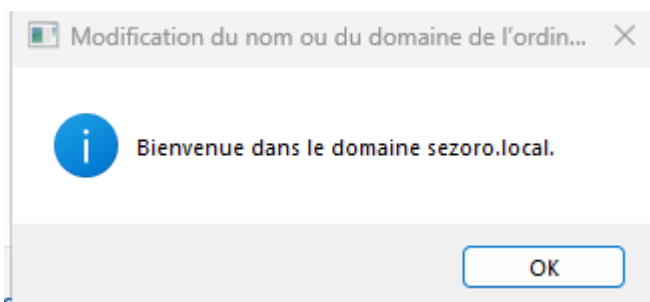 Modification du nom ou du domaine de l'ordin...
Bienvenue dans le domaine sezoro.local.
OK